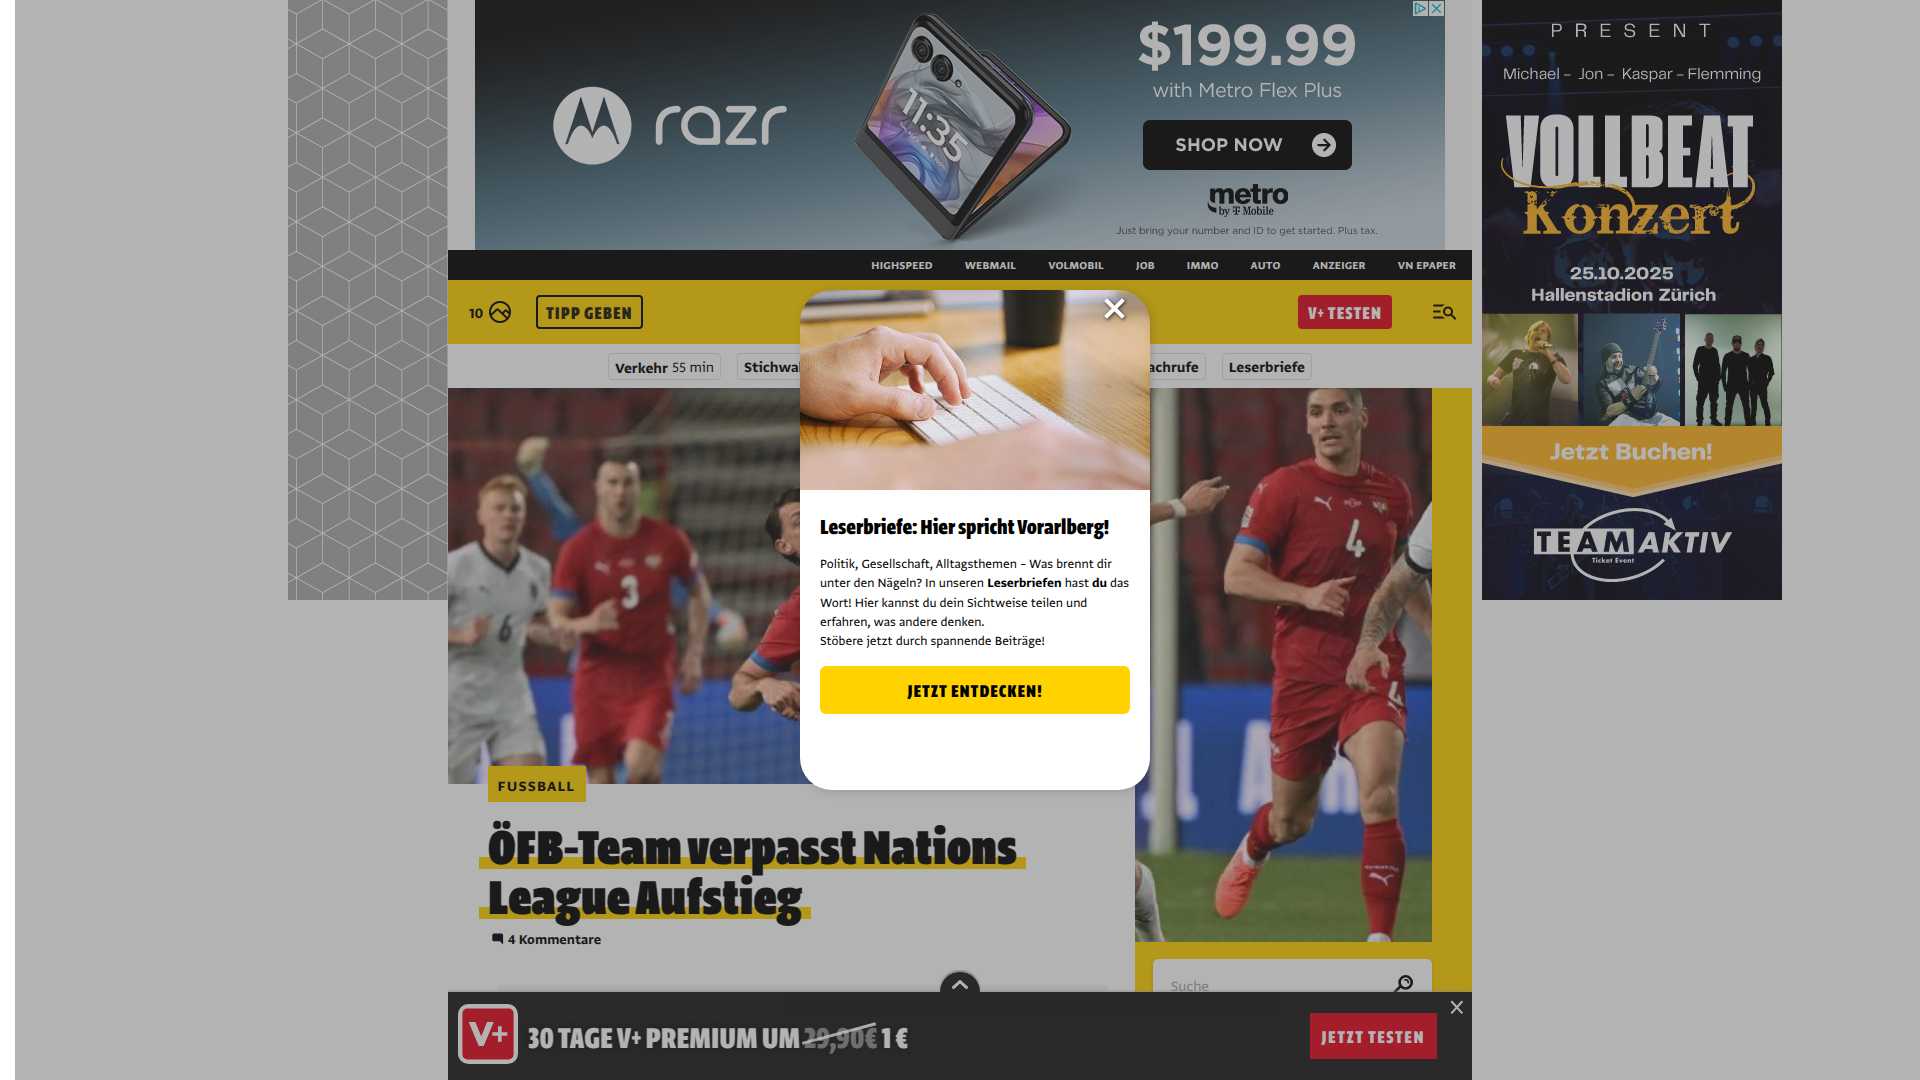 $199.99
with Metro Flex Plus
razr
11:35
SHOP NOW
metro
by T Mobile
Just bring your number and ID to get started. Plus tax.
PRESENT
Michael – Jon – Kaspar – Flemming
VOLLBEAT
Konzert
25.10.2025
Hallenstadion Zürich
Jetzt Buchen!
TEAM AKTIV
Ticket Event
HIGHSPEED WEBMAIL VOLMOBIL JOB IMMO AUTO ANZEIGER VN EPAPER
10 TIPP GEBEN V+ TESTEN
Verkehr 55 min Leserbriefe
3
6
4
4
Leserbriefe: Hier spricht Vorarlberg!
Politik, Gesellschaft, Alltagsthemen – Was brennt dir
unter den Nägeln? In unseren Leserbriefen hast du das
Wort! Hier kannst du dein Sichtweise teilen und
erfahren, was andere denken.
Stöbere jetzt durch spannende Beiträge!
JETZT ENTDECKEN!
FUSSBALL
ÖFB-Team verpasst Nations
League Aufstieg
4 Kommentare
Suche
V+ 30 TAGE V+ PREMIUM UM 29,90€ 1 €
JETZT TESTEN